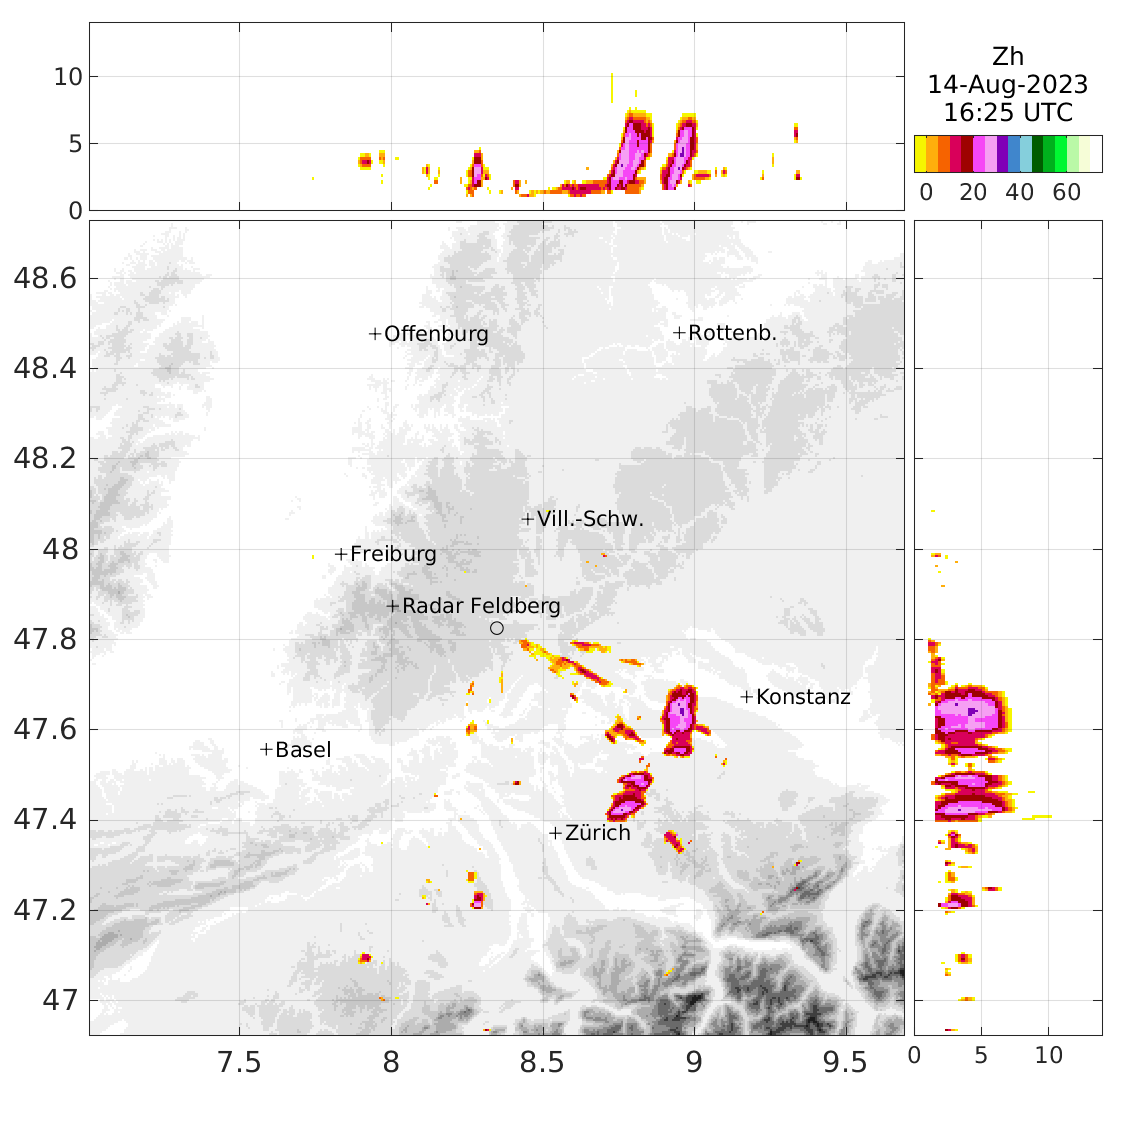 Zh
14-Aug-2023
16:25 UTC
10
5
0
0 20 40 60
48.6
48.4
48.2
48
47.8
47.6
47.4
47.2
47
Offenburg
Rottenb.
Vill.-Schw.
Freiburg
Radar Feldberg
Konstanz
Basel
Zürich
7.5 8 8.5 9 9.5
0 5 10